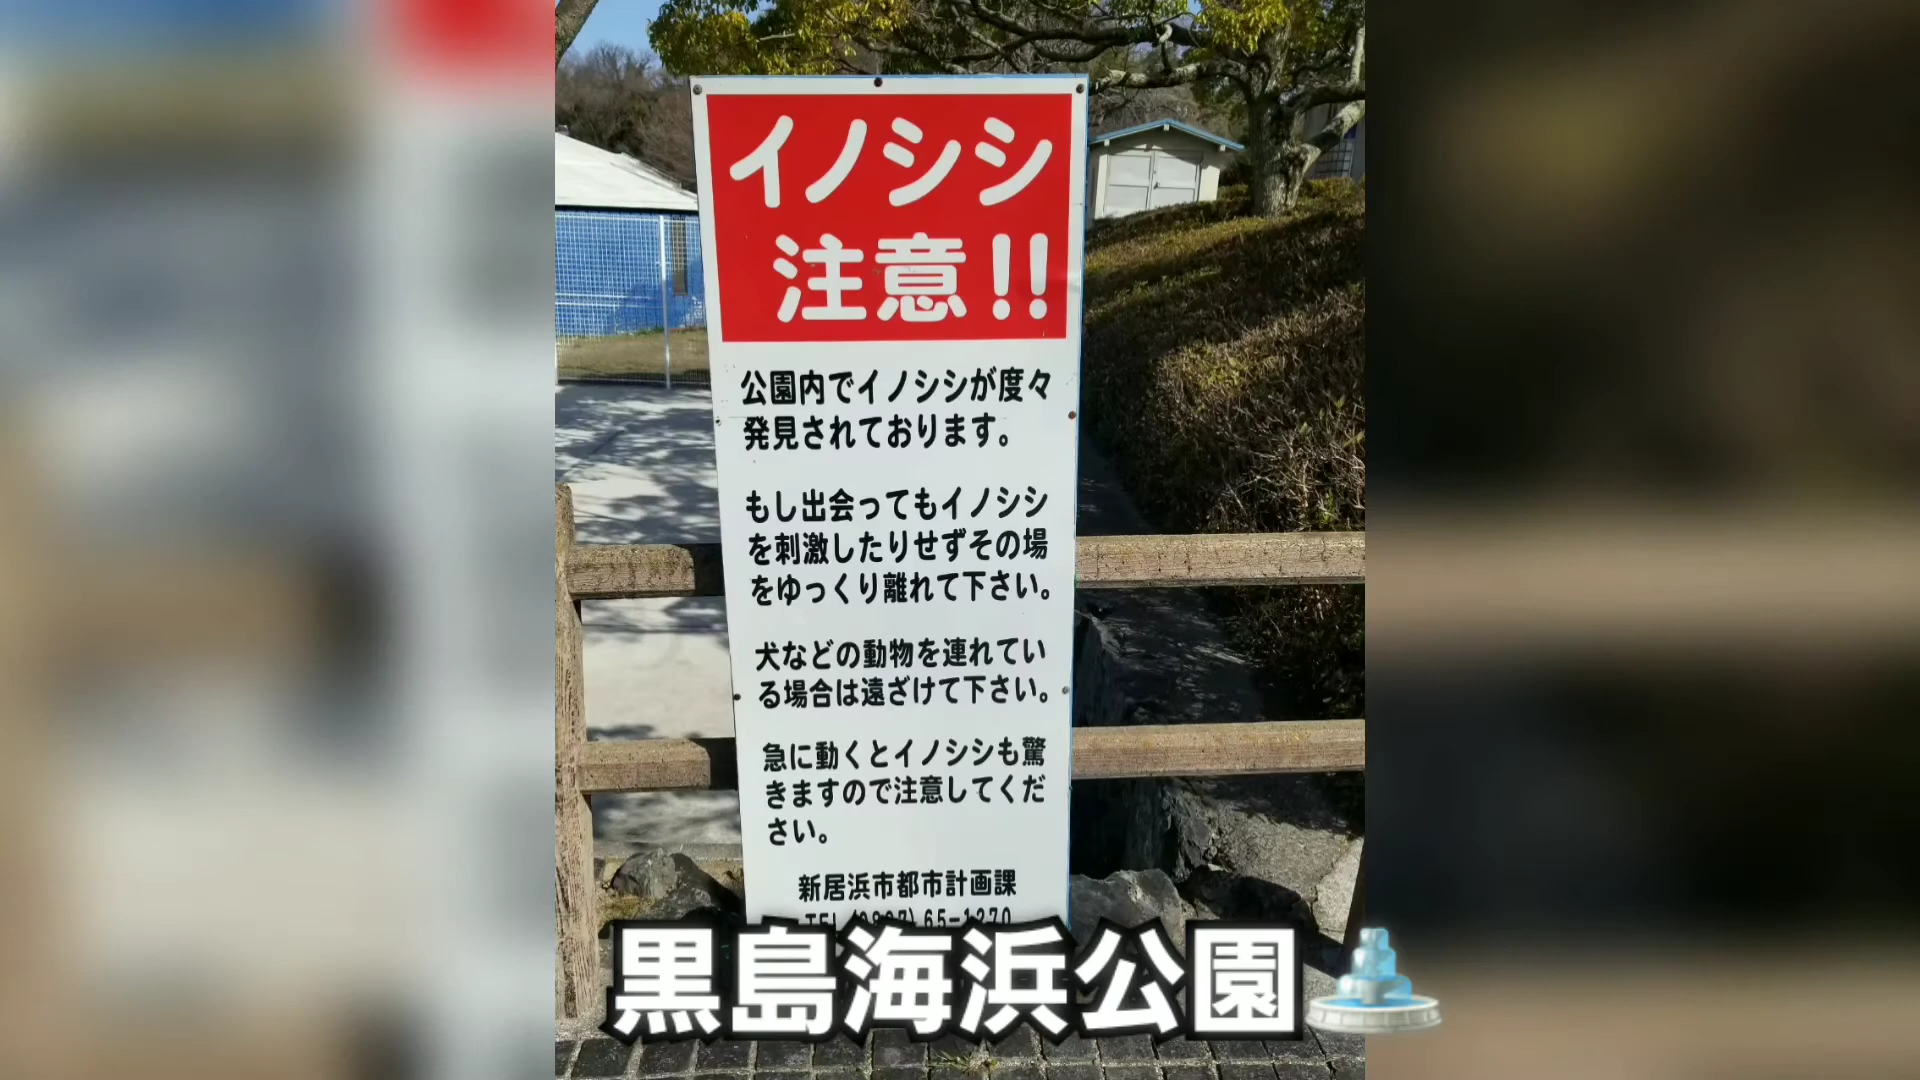 イノシシ
注意!!
公園内でイノシシが度々
発見されております。
もし出会ってもイノシシ
を刺激したりせずその場
をゆっくり離れて下さい。
犬などの動物を連れてい
る場合は遠ざけて下さい。
急に動くとイノシシも驚
きますので注意してくだ
さい。
新居浜市都市計画課
TEL (0897) 65-1270
黒島海浜公園